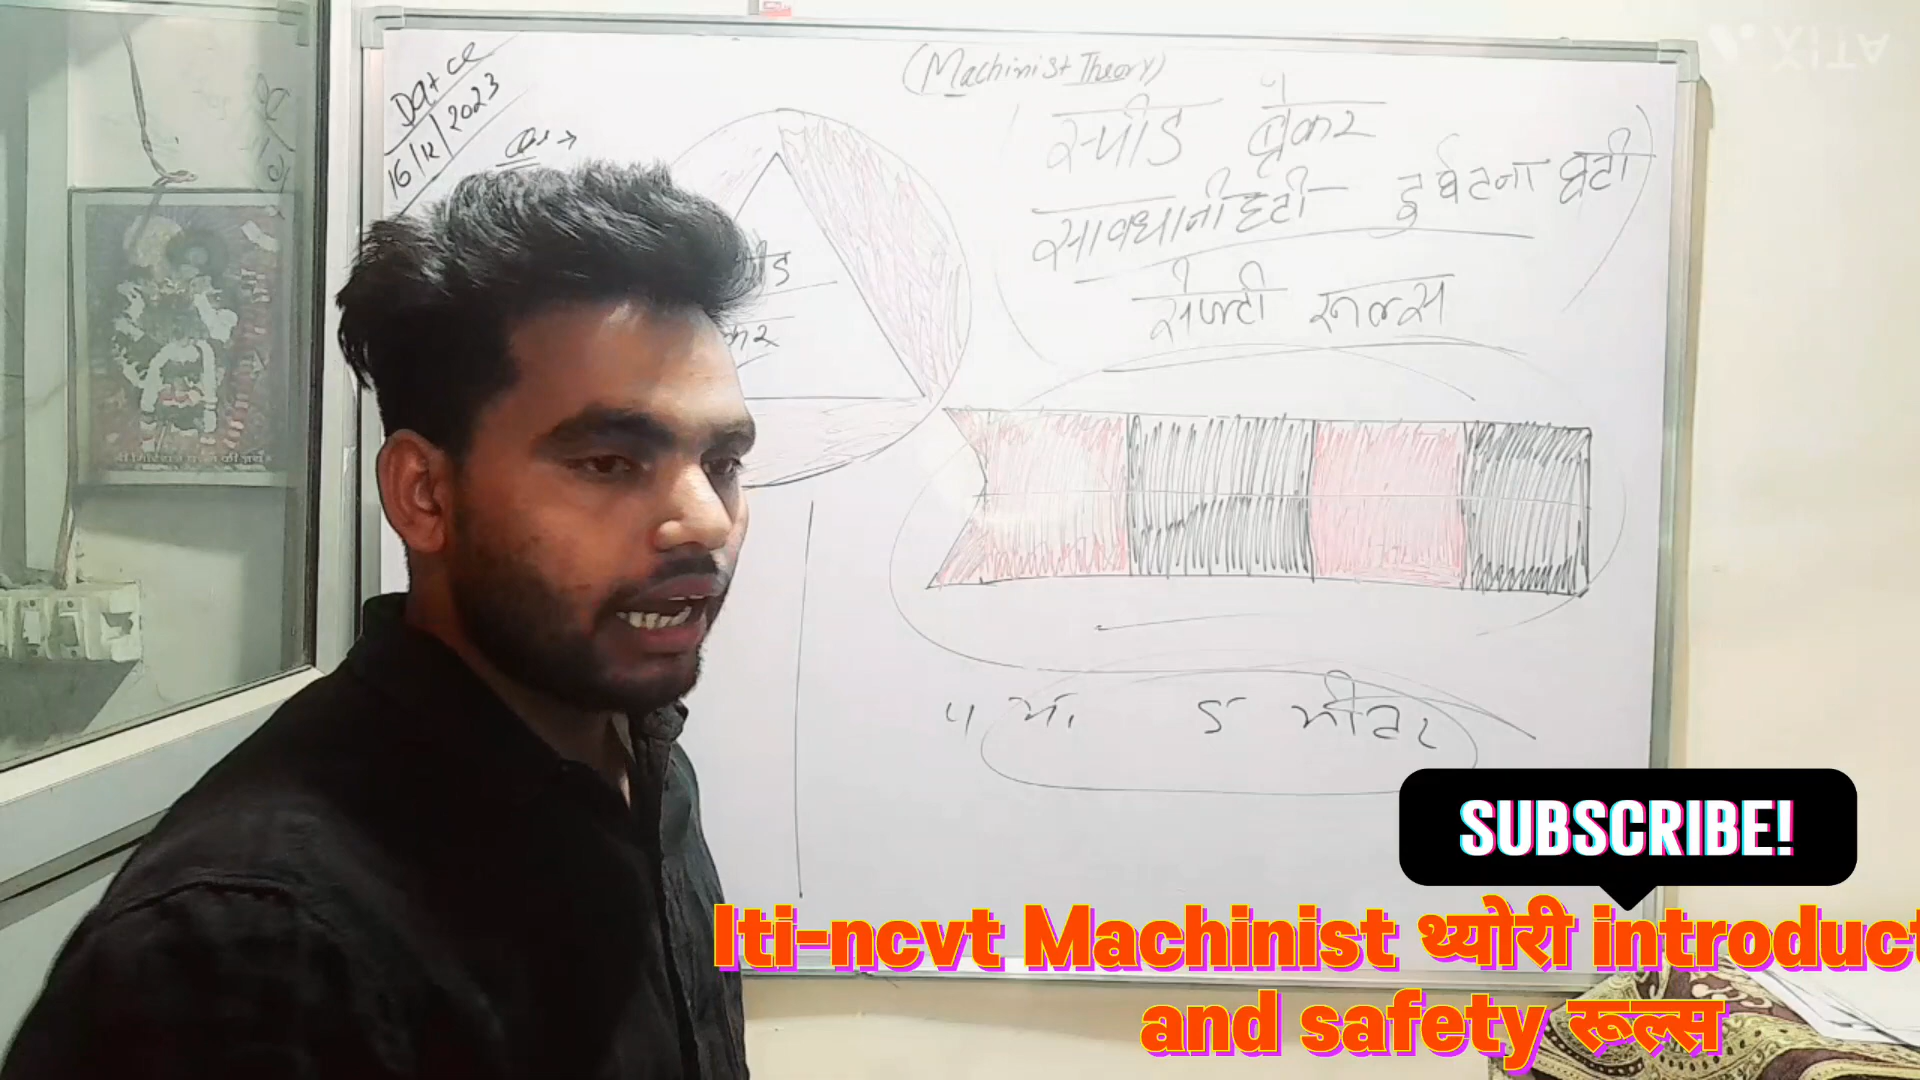 (Machinist Theory)
Date
16/12/2023
Ques →
स्पीड ब्रेकर
सावधानी हटी दुर्घटना घटी
सेफ्टी रूल्स
5 मीटर
SUBSCRIBE!
Iti-ncvt Machinist थ्योरी introduct
and safety रूल्स